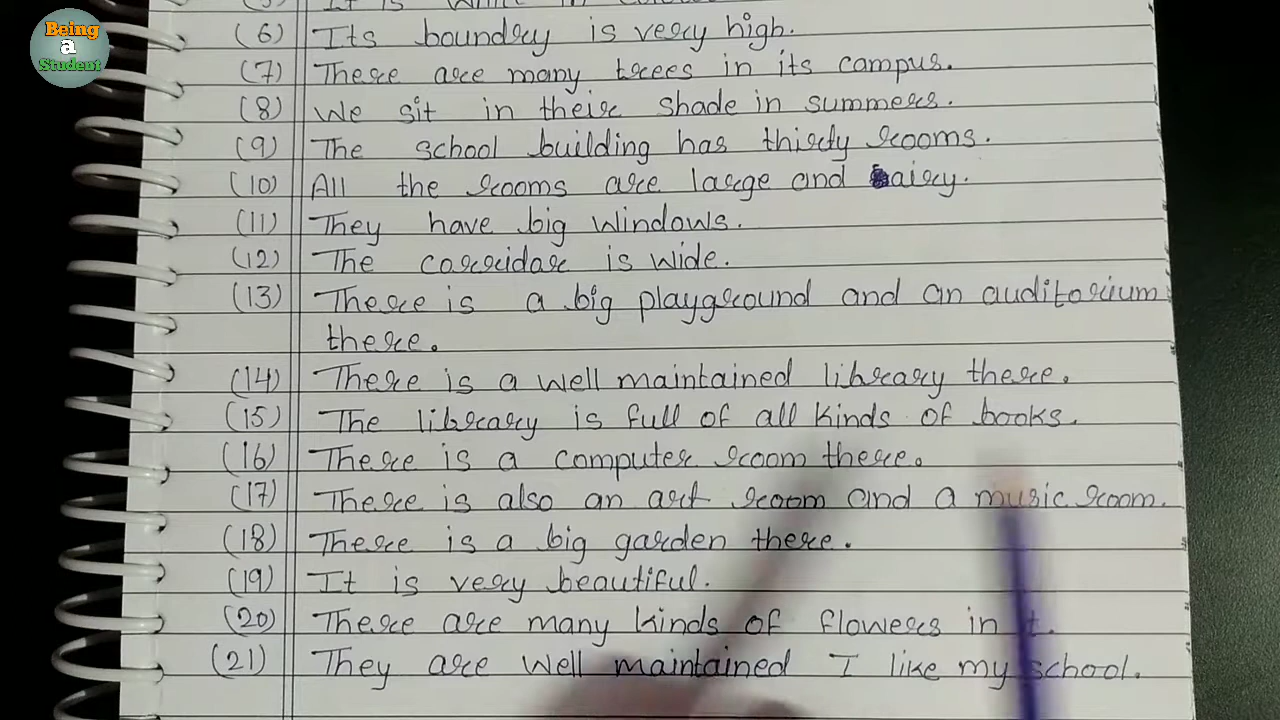 Being
a
Student
(6) Its boundry is very high.
(7) There are many trees in its campus.
(8) We sit in their shade in summers.
(9) The school building has thirty rooms.
(10) All the rooms are large and airy.
(11) They have big windows.
(12) The corridar is wide.
(13) There is a big playground and an auditorium
there.
(14) There is a well maintained library there.
(15) The library is full of all kinds of books.
(16) There is a computer room there.
(17) There is also an art room and a music room.
(18) There is a big garden there.
(19) It is very beautiful.
(20) There are many kinds of flowers in it.
(21) They are well maintained I like my school.